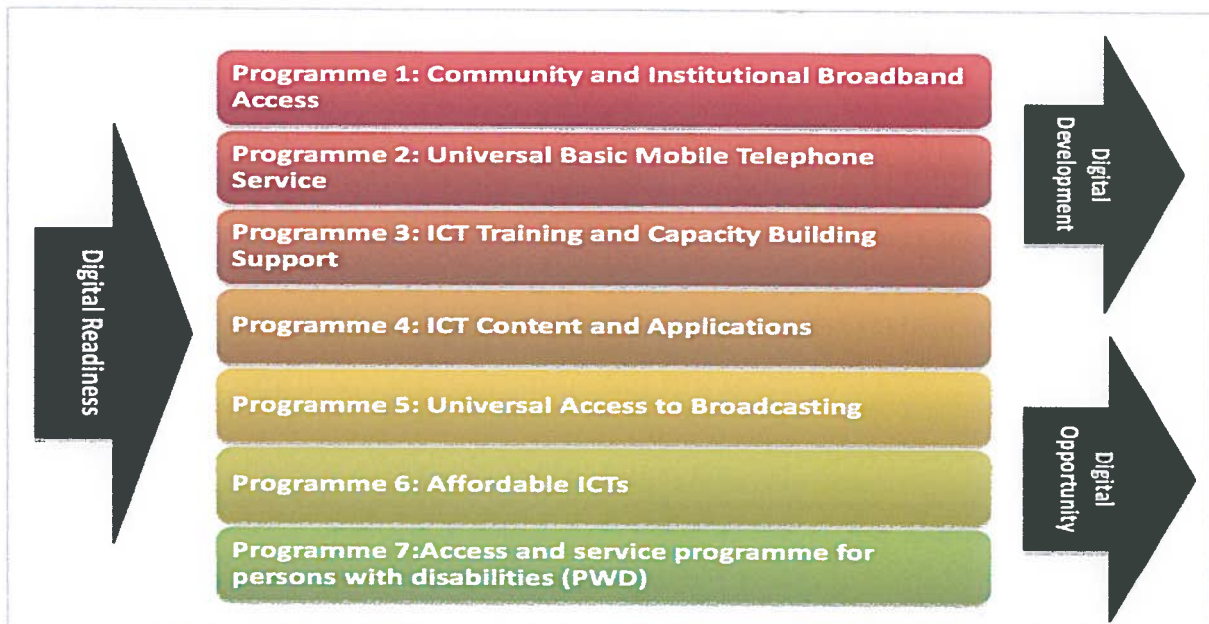 Digital Readiness
Programme 1: Community and Institutional Broadband
Access
Programme 2: Universal Basic Mobile Telephone
Service
Programme 3: ICT Training and Capacity Building
Support
Programme 4: ICT Content and Applications
Programme 5: Universal Access to Broadcasting
Programme 6: Affordable ICTs
Programme 7:Access and service programme for
persons with disabilities (PWD)
Digital
Development
Digital
Opportunity